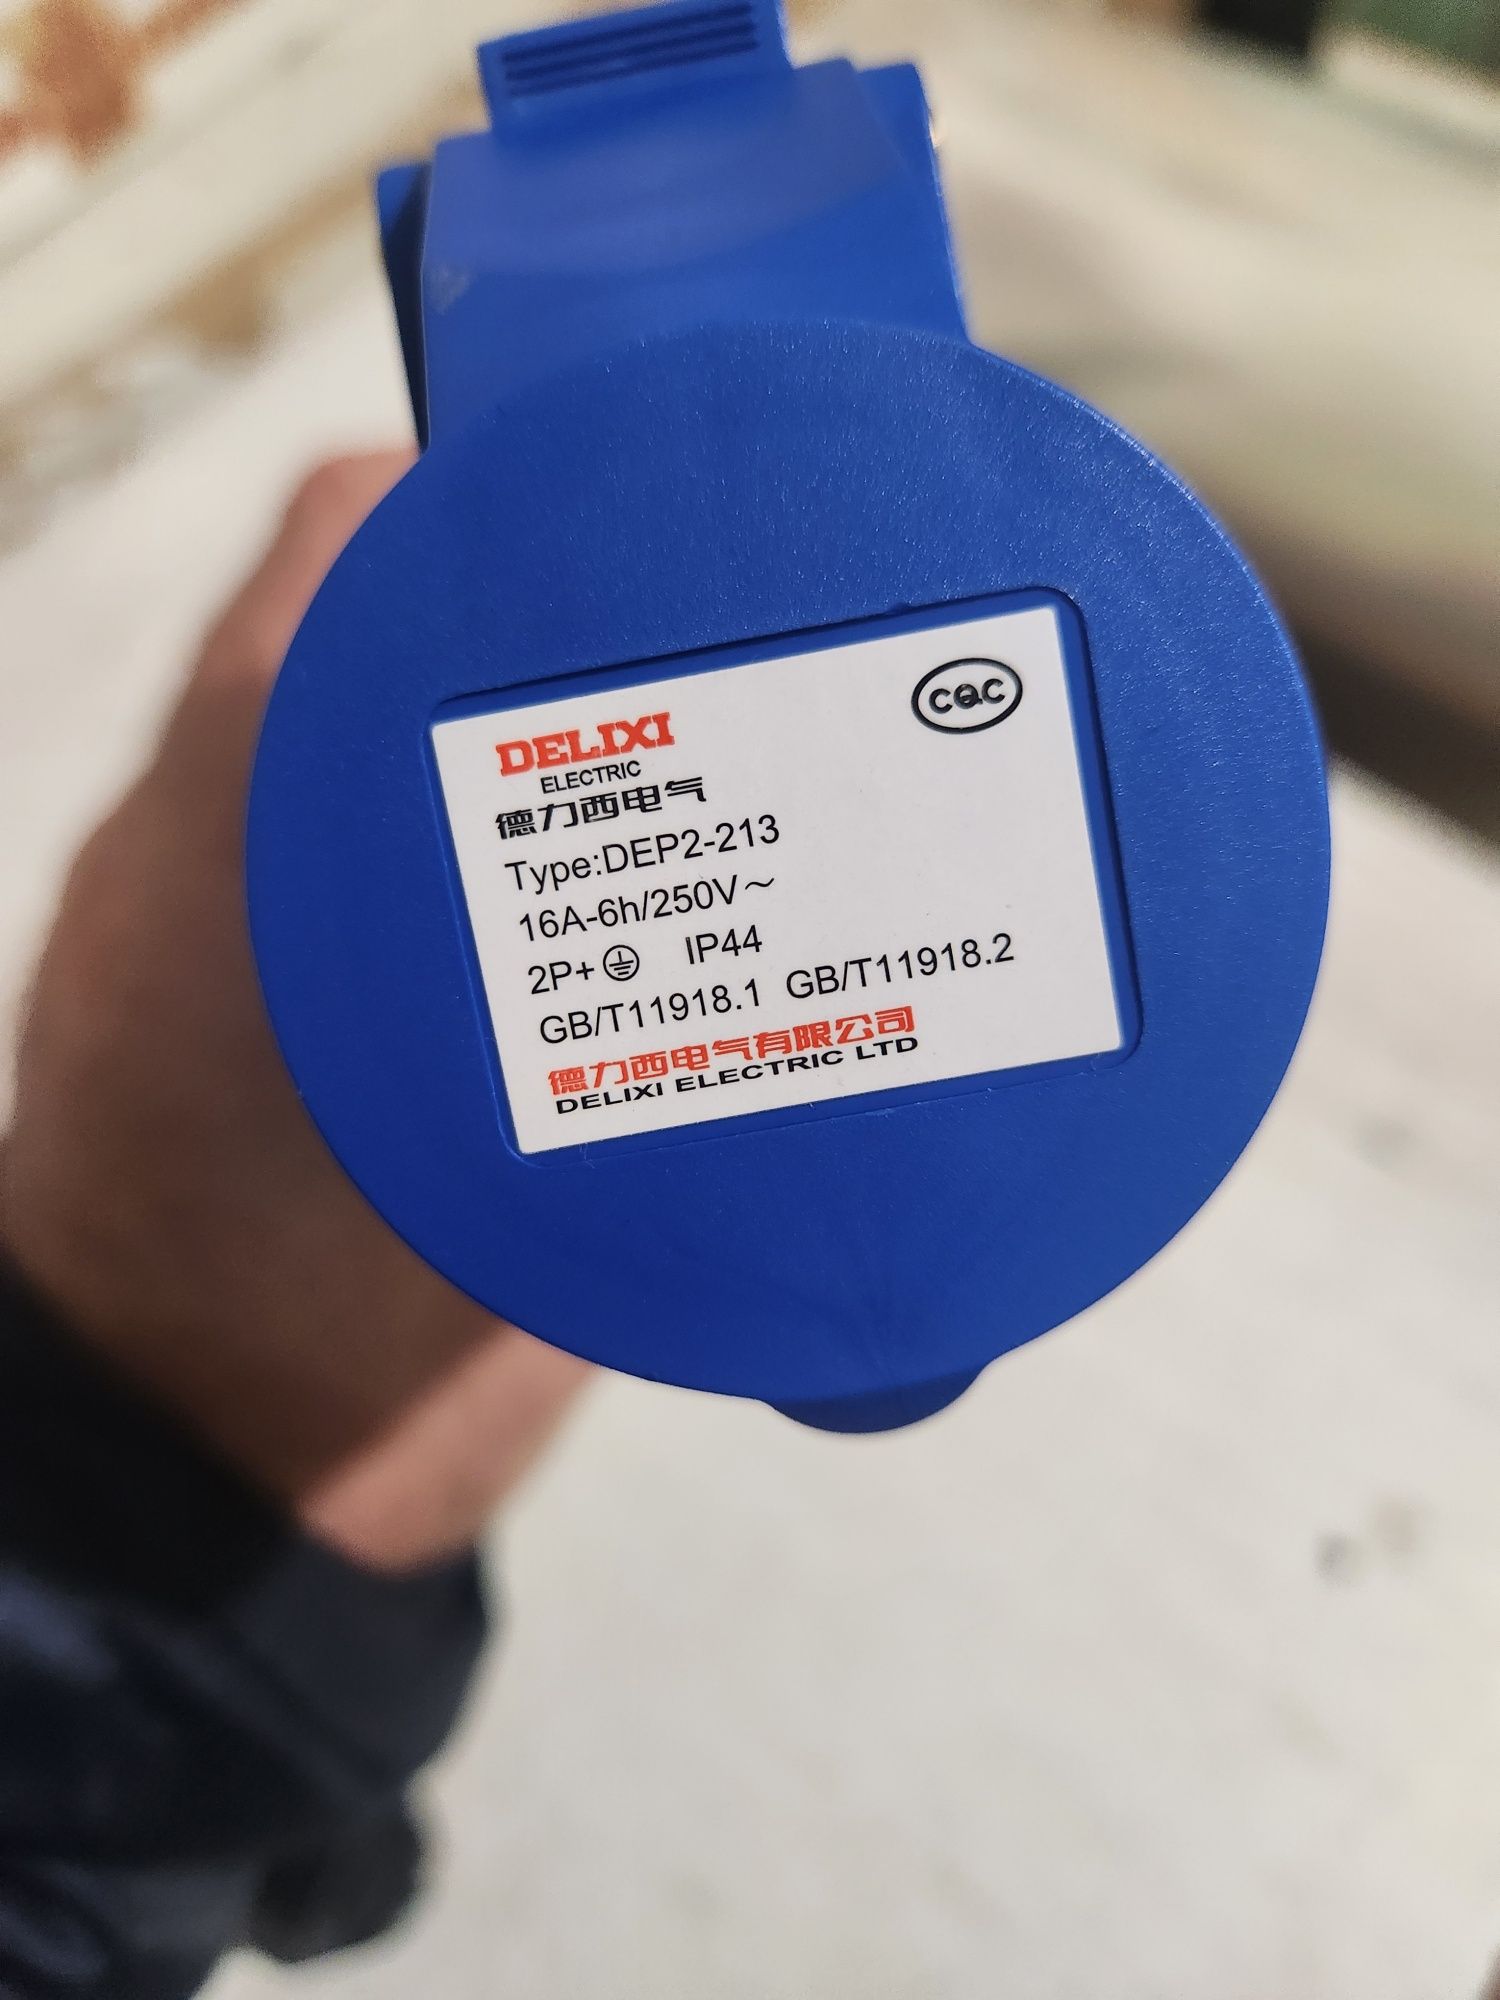 CQC
DELIXI
ELECTRIC
德力西电气
Type:DEP2-213
16A-6h/250V～
2P+⏚ IP44
GB/T11918.1 GB/T11918.2
德力西电气有限公司
DELIXI ELECTRIC LTD